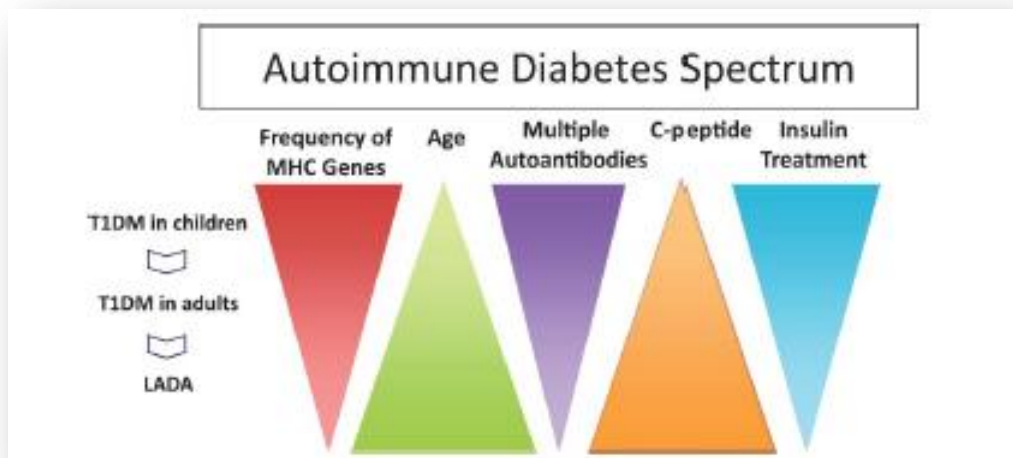 Autoimmune Diabetes Spectrum
Frequency of
MHC Genes
Age
Multiple
Autoantibodies
C-peptide
Insulin
Treatment
T1DM in children
T1DM in adults
LADA